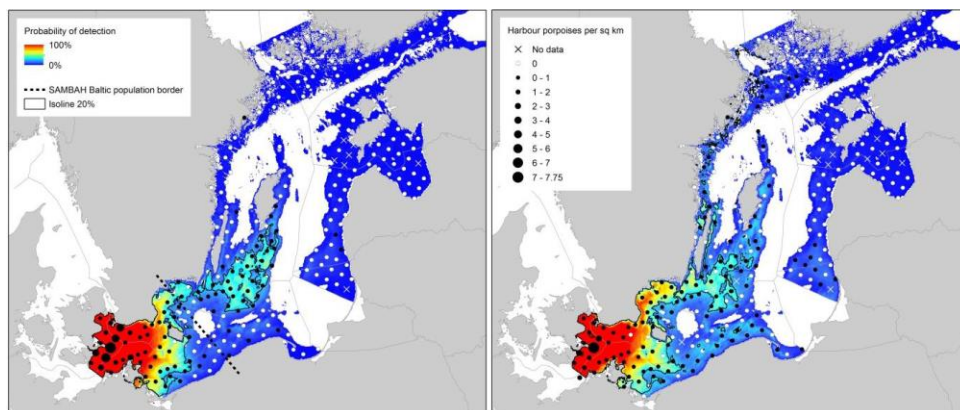 Probability of detection
100%
0%
SAMBAH Baltic population border
Isoline 20%
Harbour porpoises per sq km
No data
0
0 - 1
1 - 2
2 - 3
3 - 4
4 - 5
5 - 6
6 - 7
7 - 7.75